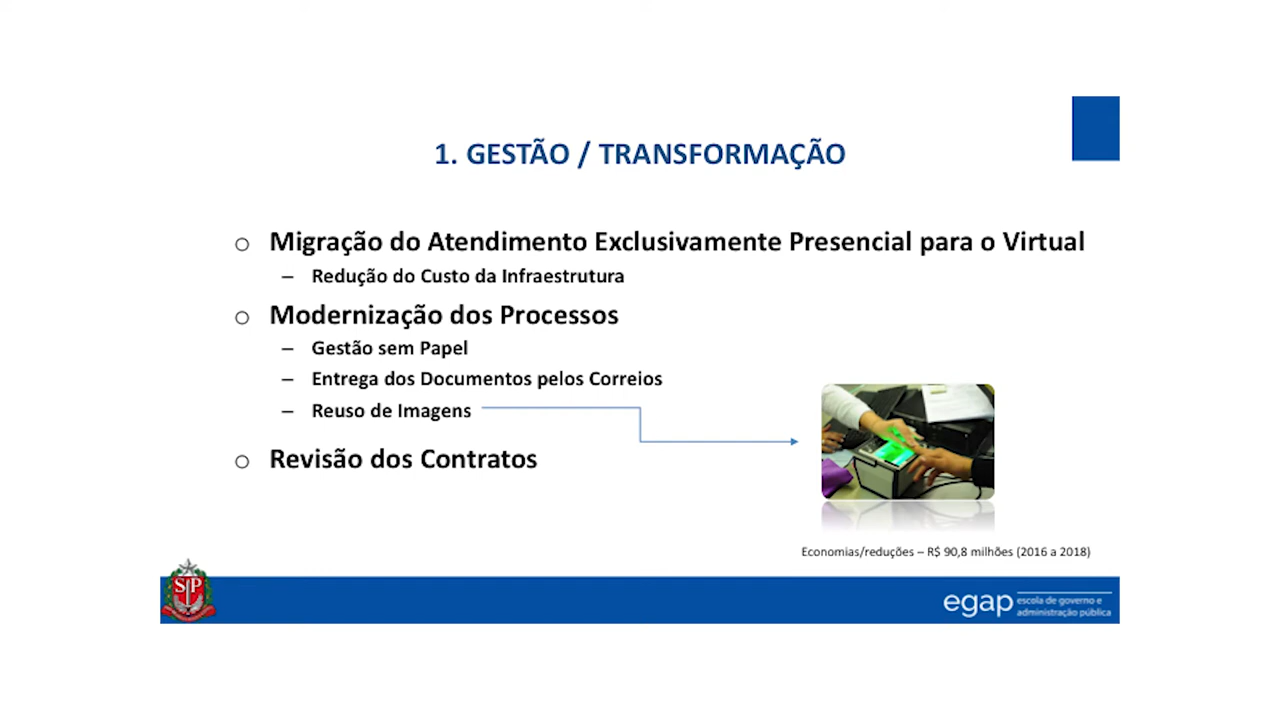 1. GESTÃO / TRANSFORMAÇÃO
o Migração do Atendimento Exclusivamente Presencial para o Virtual
– Redução do Custo da Infraestrutura
o Modernização dos Processos
– Gestão sem Papel
– Entrega dos Documentos pelos Correios
– Reuso de Imagens
o Revisão dos Contratos
Economias/reduções – R$ 90,8 milhões (2016 a 2018)
SP
egap escola de governo e
administração pública